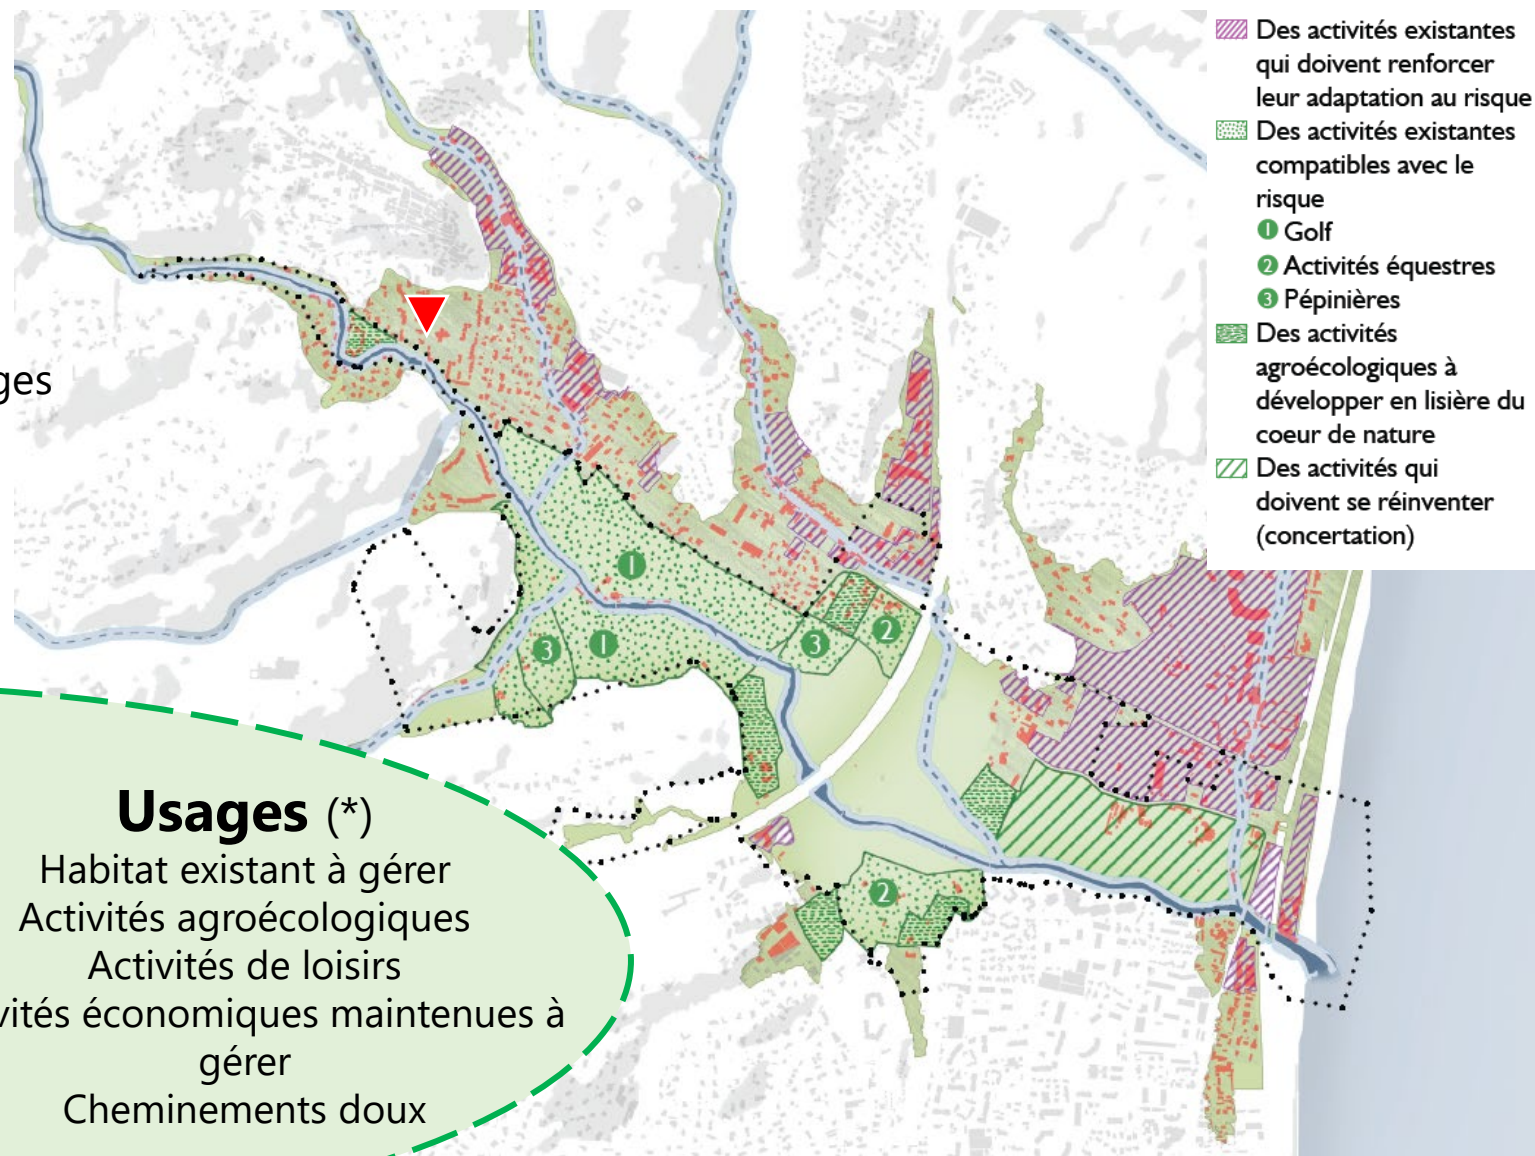 Des activités existantes
qui doivent renforcer
leur adaptation au risque
Des activités existantes
compatibles avec le
risque
1 Golf
2 Activités équestres
3 Pépinières
Des activités
agroécologiques à
développer en lisière du
coeur de nature
Des activités qui
doivent se réinventer
(concertation)
ges
1
2
3
1
3
2
Usages (*)
Habitat existant à gérer
Activités agroécologiques
Activités de loisirs
vités économiques maintenues à
gérer
Cheminements doux